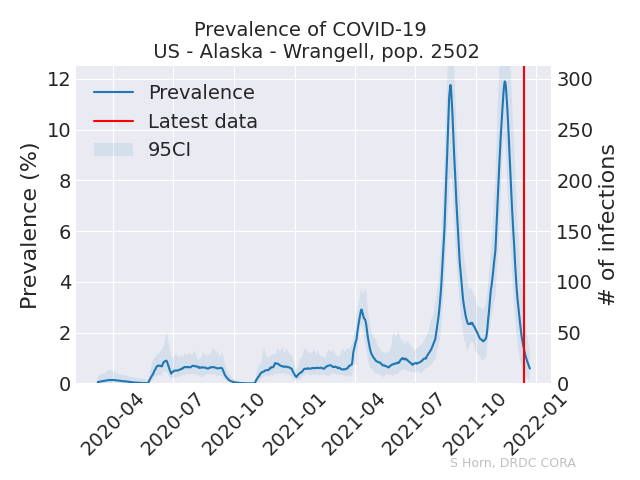 Prevalence of COVID-19
US - Alaska - Wrangell, pop. 2502
Prevalence
Latest data
95CI
Prevalence (%)
12
10
8
6
4
2
0
# of infections
300
250
200
150
100
50
0
2020-04
2020-07
2020-10
2021-01
2021-04
2021-07
2021-10
2022-01
S Horn, DRDC CORA